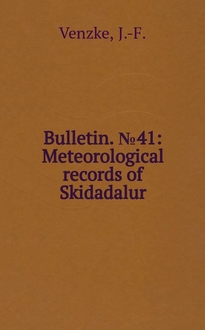 Venzke, J.-F.
Bulletin. №41:
Meteorological
records of
Skidadalur